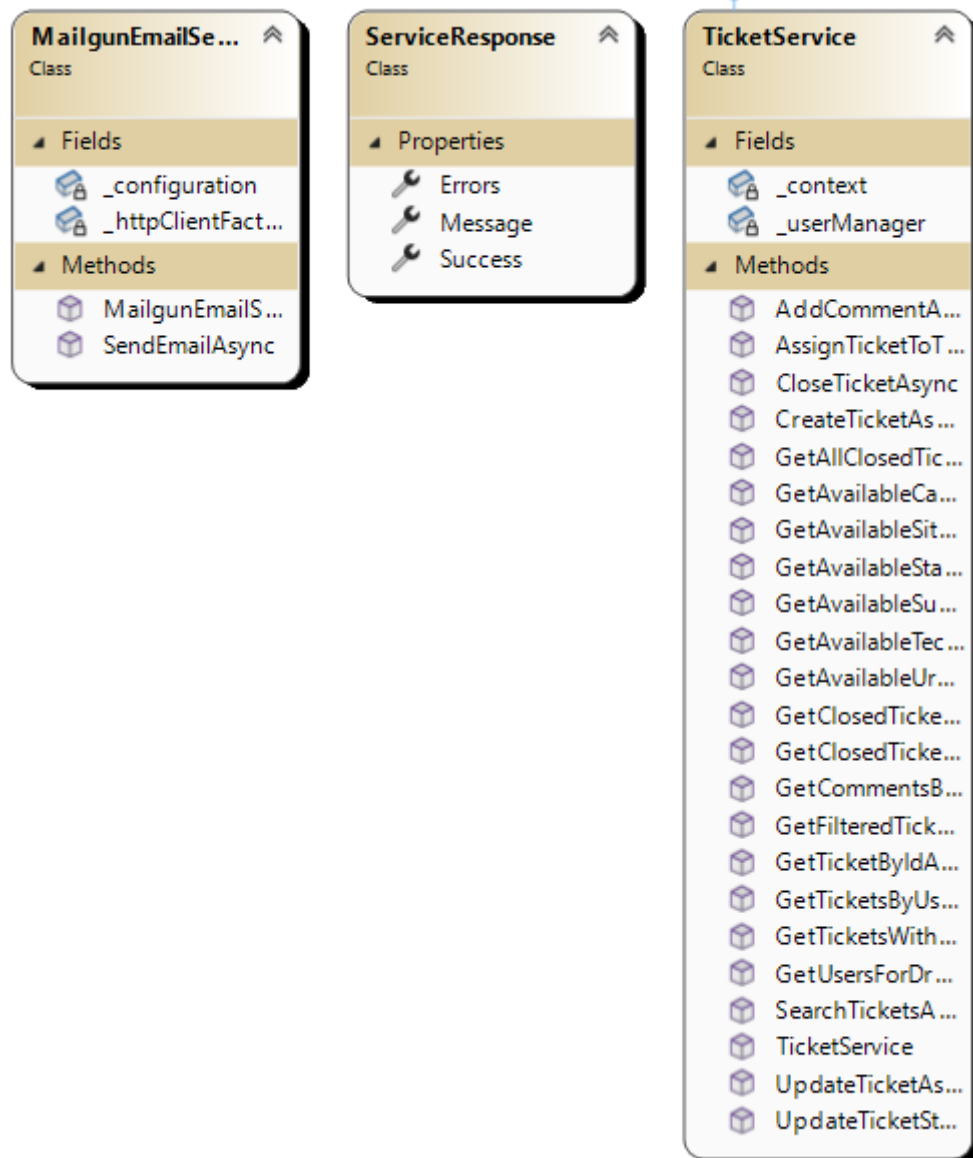 MailgunEmailSe...
Class
Fields
_configuration
_httpClientFact...
Methods
MailgunEmailS...
SendEmailAsync
ServiceResponse
Class
Properties
Errors
Message
Success
TicketService
Class
Fields
_context
_userManager
Methods
AddCommentA...
AssignTicketToT...
CloseTicketAsync
CreateTicketAs...
GetAllClosedTic...
GetAvailableCa...
GetAvailableSit...
GetAvailableSta...
GetAvailableSu...
GetAvailableTec...
GetAvailableUr...
GetClosedTicke...
GetClosedTicke...
GetCommentsB...
GetFilteredTick...
GetTicketByIdA...
GetTicketsByUs...
GetTicketsWith...
GetUsersForDr...
SearchTicketsA...
TicketService
UpdateTicketAs...
UpdateTicketSt...